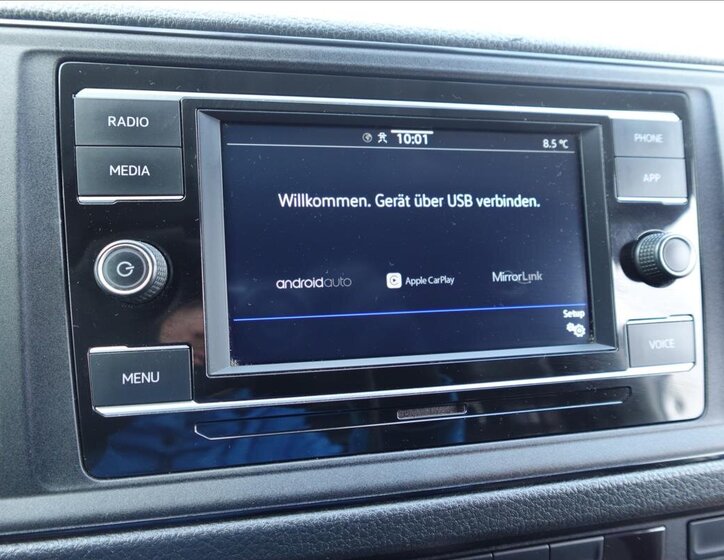 RADIO
MEDIA
MENU
10:01
8.5 °C
Willkommen. Gerät über USB verbinden.
androidauto
Apple CarPlay
MirrorLink
Setup
PHONE
APP
VOICE